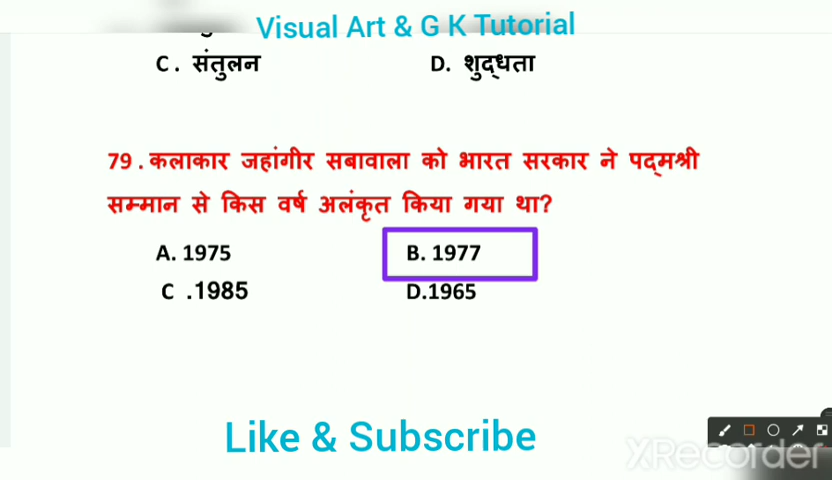 Visual Art & G K Tutorial
C . संतुलन D. शुद्धता
79 . कलाकार जहांगीर सबावाला को भारत सरकार ने पद्मश्री
सम्मान से किस वर्ष अलंकृत किया गया था?
A. 1975 B. 1977
C .1985 D.1965
Like & Subscribe
XRecorder